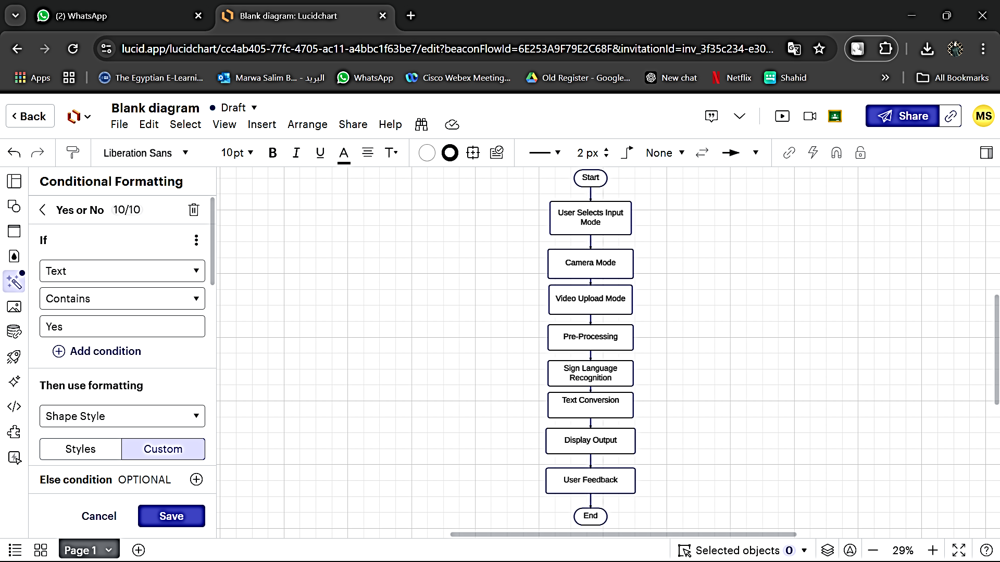 (2) WhatsApp
Blank diagram: Lucidchart
lucid.app/lucidchart/cc4ab405-77fc-4705-ac11-a4bbc1f63be7/edit?beaconFlowId=6E253A9F79E2C68F&invitationId=inv_3f35c234-e30...
Apps
The Egyptian E-Learni...
Marwa Salim B... - البريد
WhatsApp
Cisco Webex Meeting...
Old Register - Google...
New chat
Netflix
Shahid
All Bookmarks
Back
Blank diagram
Draft
File Edit Select View Insert Arrange Share Help
Share
MS
Liberation Sans
10pt
B I U A T
2 px
None
Conditional Formatting
Yes or No 10/10
If
Text
Contains
Yes
Add condition
Then use formatting
Shape Style
Styles
Custom
Else condition OPTIONAL
Cancel
Save
Start
User Selects Input
Mode
Camera Mode
Video Upload Mode
Pre-Processing
Sign Language
Recognition
Text Conversion
Display Output
User Feedback
End
Page 1
Selected objects 0
29%